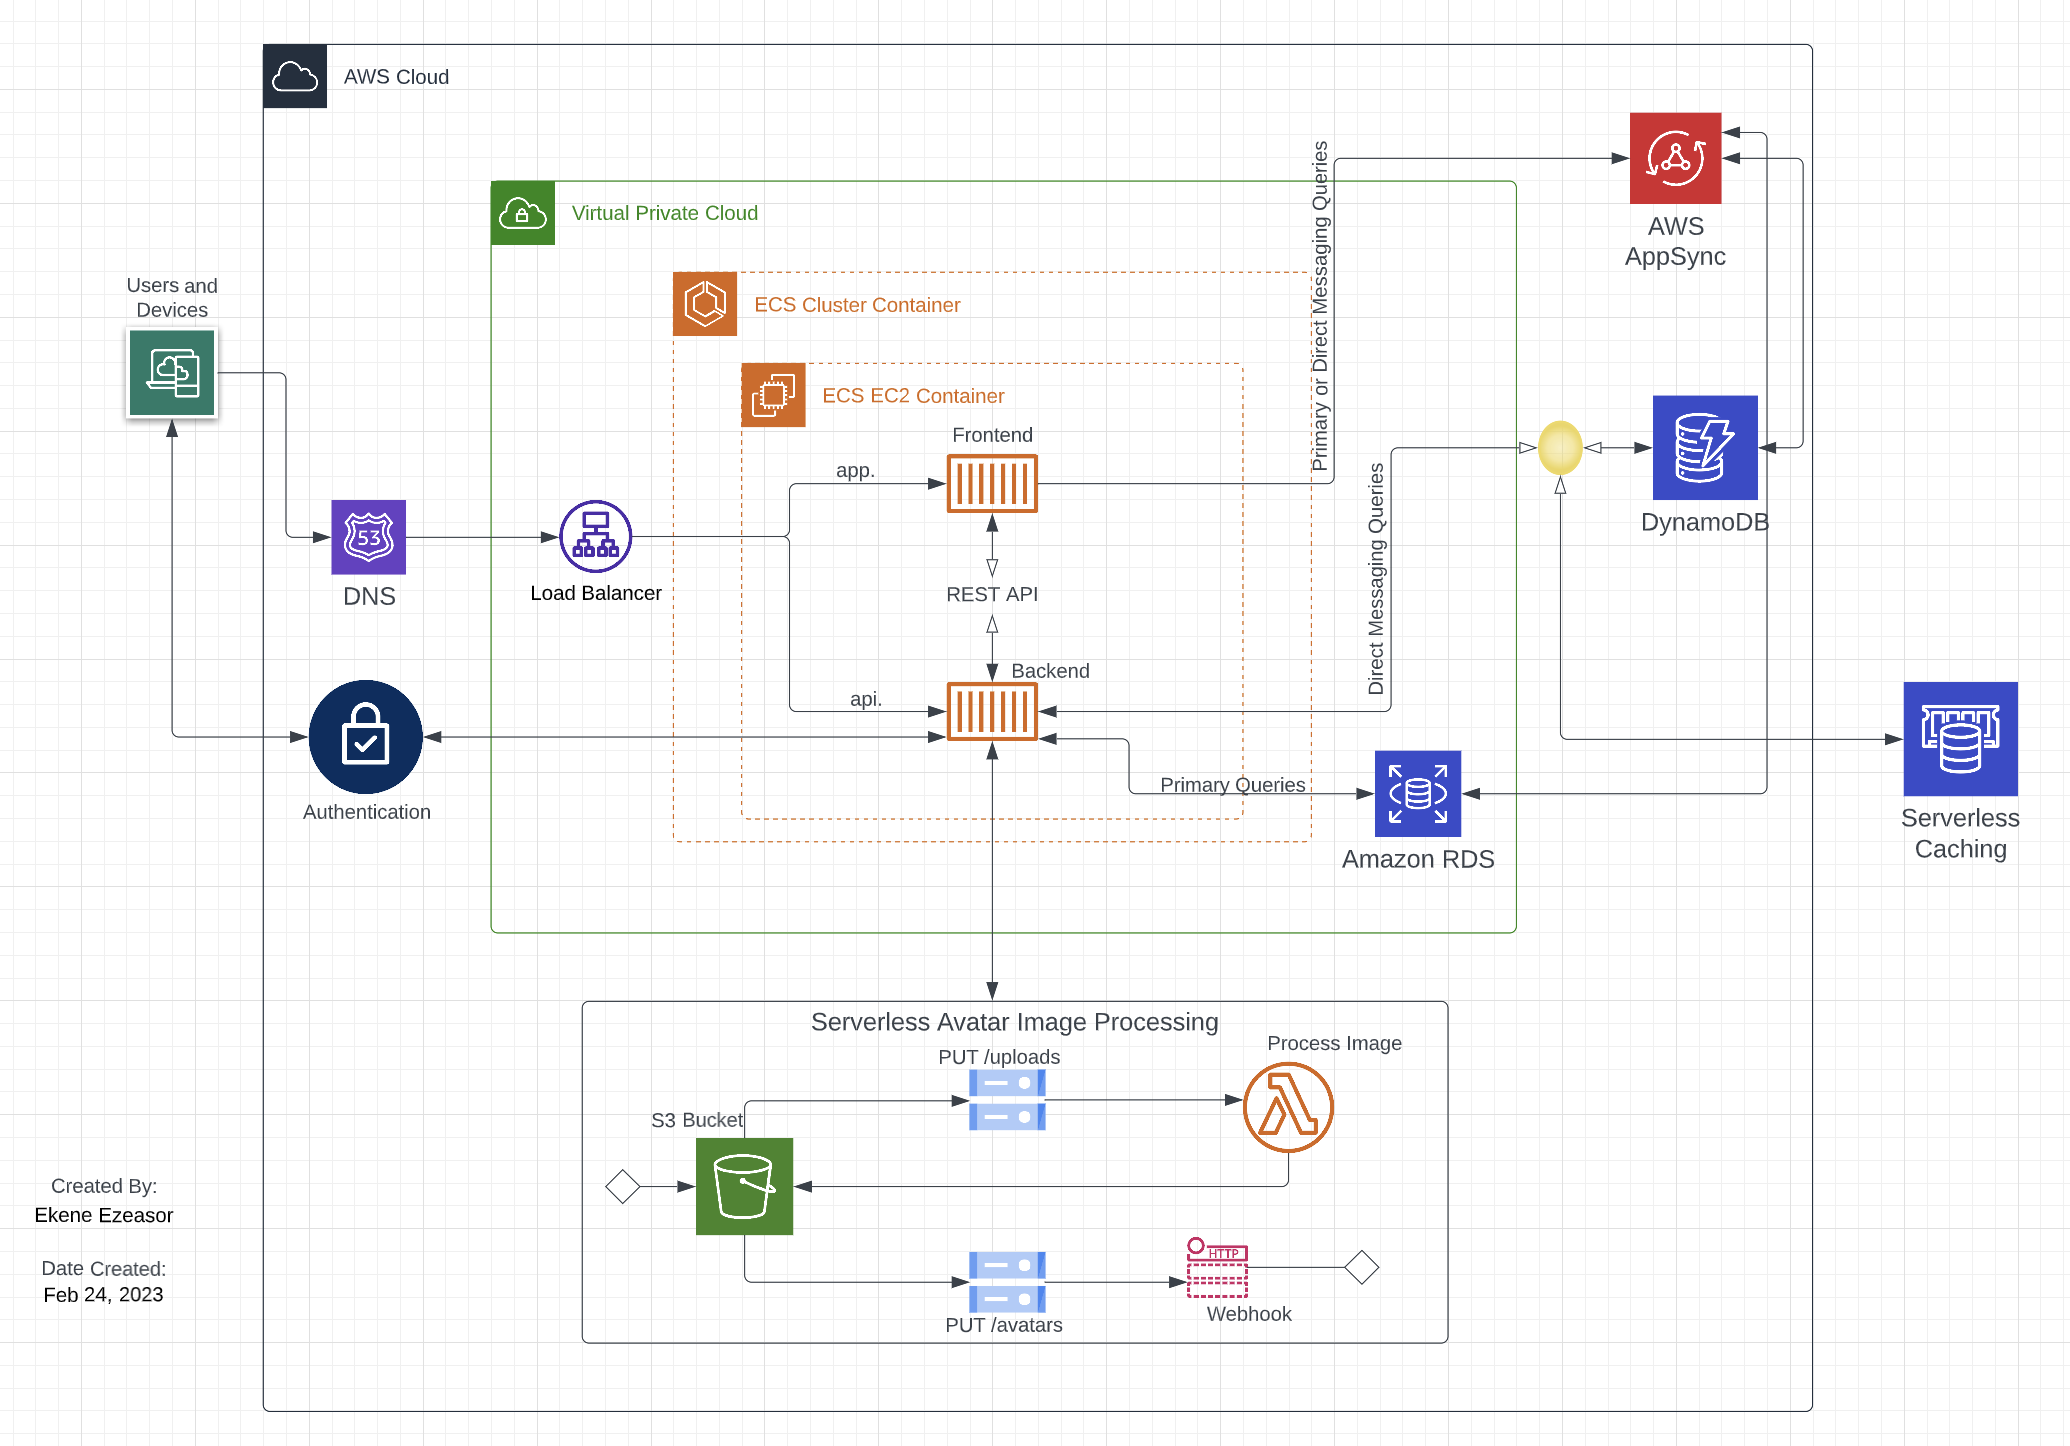 AWS Cloud
Virtual Private Cloud
AWS
AppSync
Users and
Devices
ECS Cluster Container
Primary or Direct Messaging Queries
ECS EC2 Container
Frontend
app.
53
DNS
Load Balancer
REST API
Direct Messaging Queries
DynamoDB
Backend
api.
Authentication
Primary Queries
Amazon RDS
Serverless
Caching
Serverless Avatar Image Processing
PUT /uploads
Process Image
S3 Bucket
HTTP
Webhook
PUT /avatars
Created By:
Ekene Ezeasor
Date Created:
Feb 24, 2023